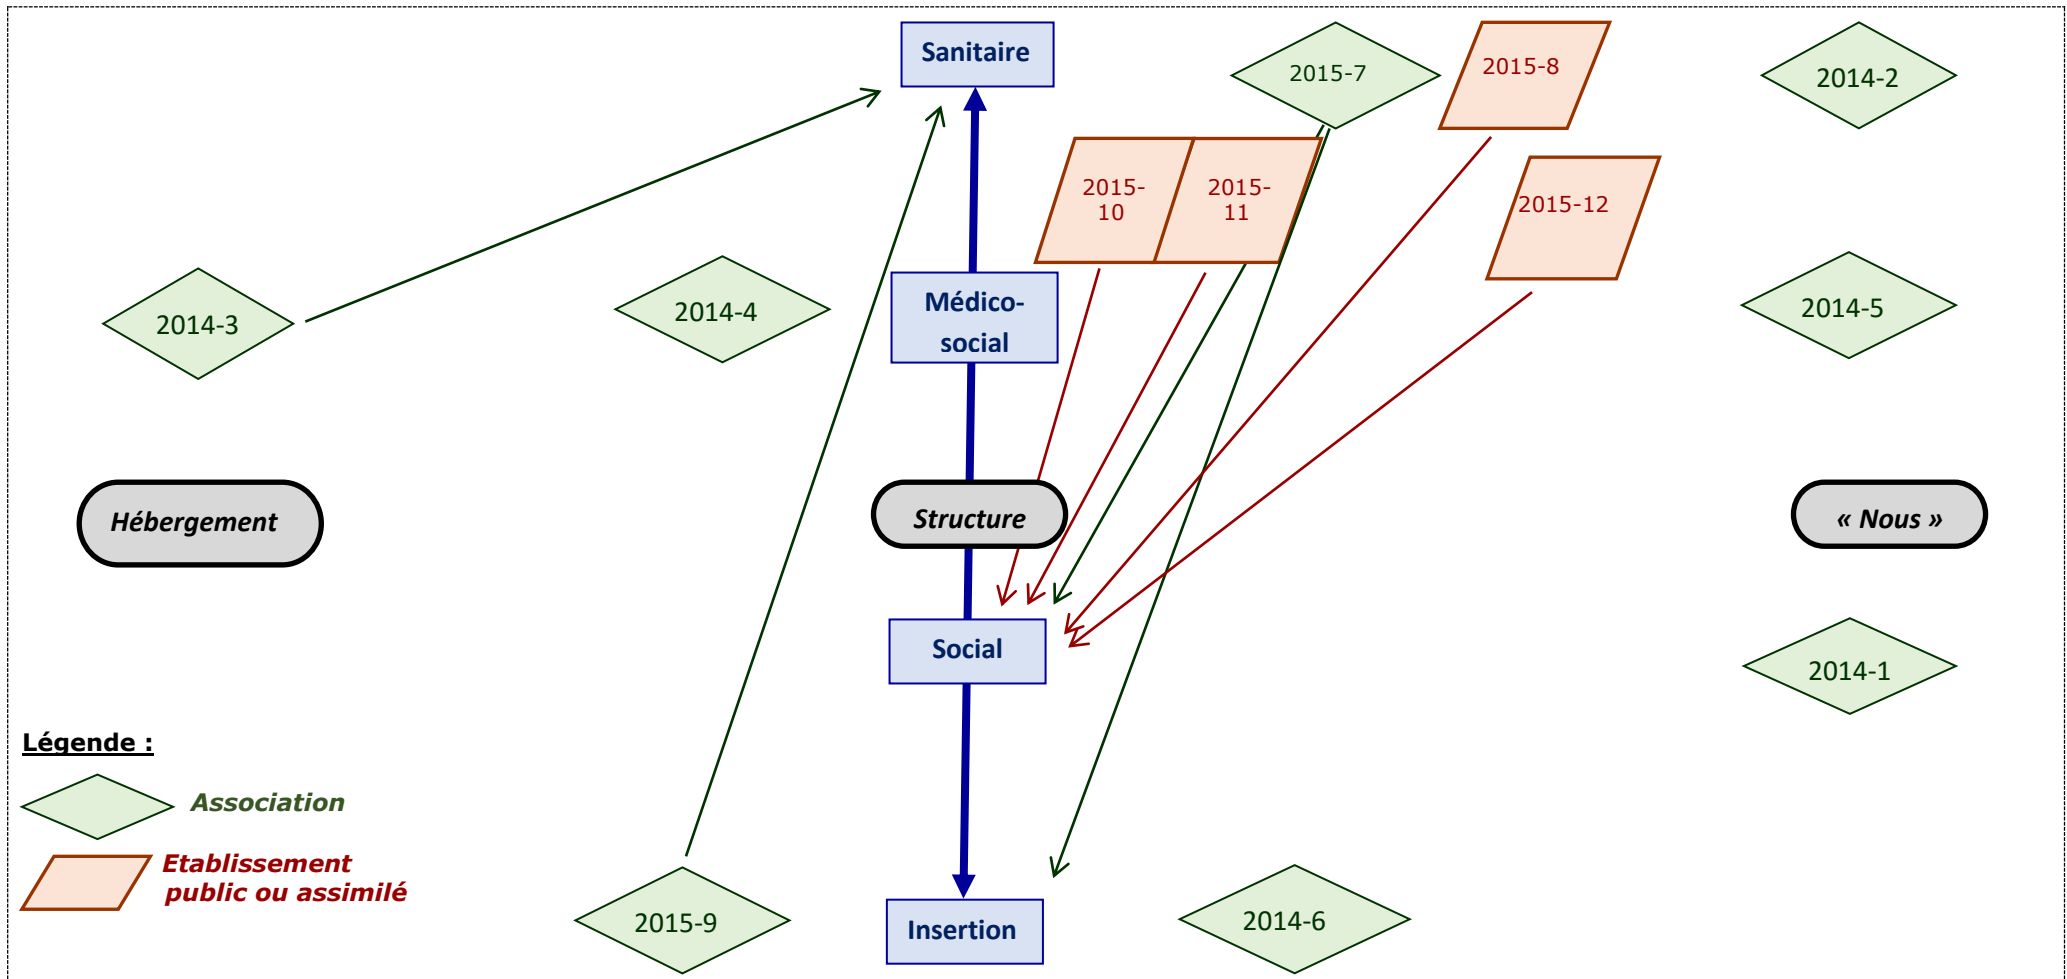 Sanitaire
2015-7
2015-8
2014-2
2015-
10
2015-
11
2015-12
2014-3
2014-4
Médico-
social
2014-5
Hébergement
Structure
« Nous »
Social
2014-1
Légende :
Association
Etablissement
public ou assimilé
2015-9
Insertion
2014-6